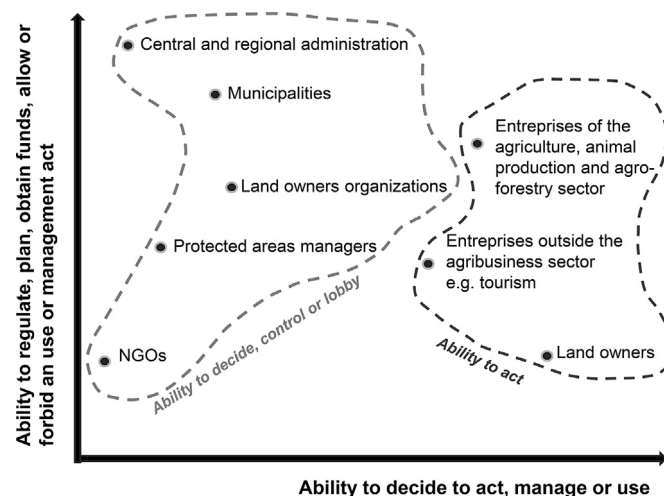 Ability to regulate, plan, obtain funds, allow or
forbid an use or management act
Central and regional administration
Municipalities
Land owners organizations
Protected areas managers
NGOs
Ability to decide, control or lobby
Entreprises of the
agriculture, animal
production and agro-
forestry sector
Entreprises outside the
agribusiness sector
e.g. tourism
Land owners
Ability to act
Ability to decide to act, manage or use